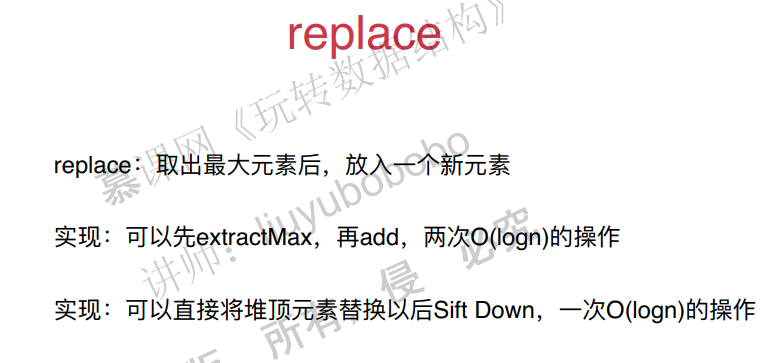 replace
慕课网《玩转数据结构》
replace：取出最大元素后，放入一个新元素
讲师：liuyubobobo
实现：可以先extractMax，再add，两次O(logn)的操作
实现：可以直接将堆顶元素替换以后Sift Down，一次O(logn)的操作
所有 侵 必究